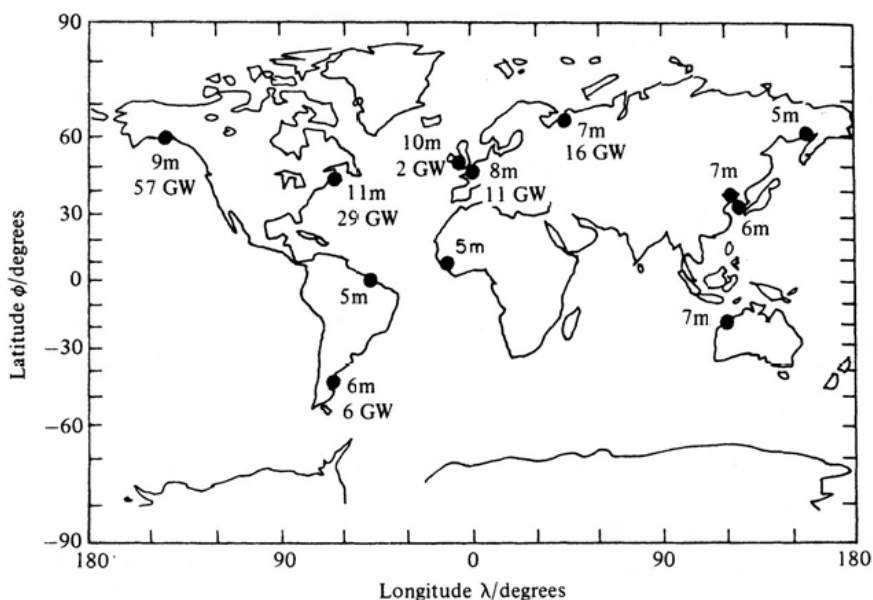 90
60
30
0
−30
−60
−90
Latitude ϕ/degrees
9m
57 GW
11m
29 GW
10m
2 GW
8m
11 GW
7m
16 GW
5m
7m
6m
5m
5m
7m
6m
6 GW
180
90
0
90
180
Longitude λ/degrees